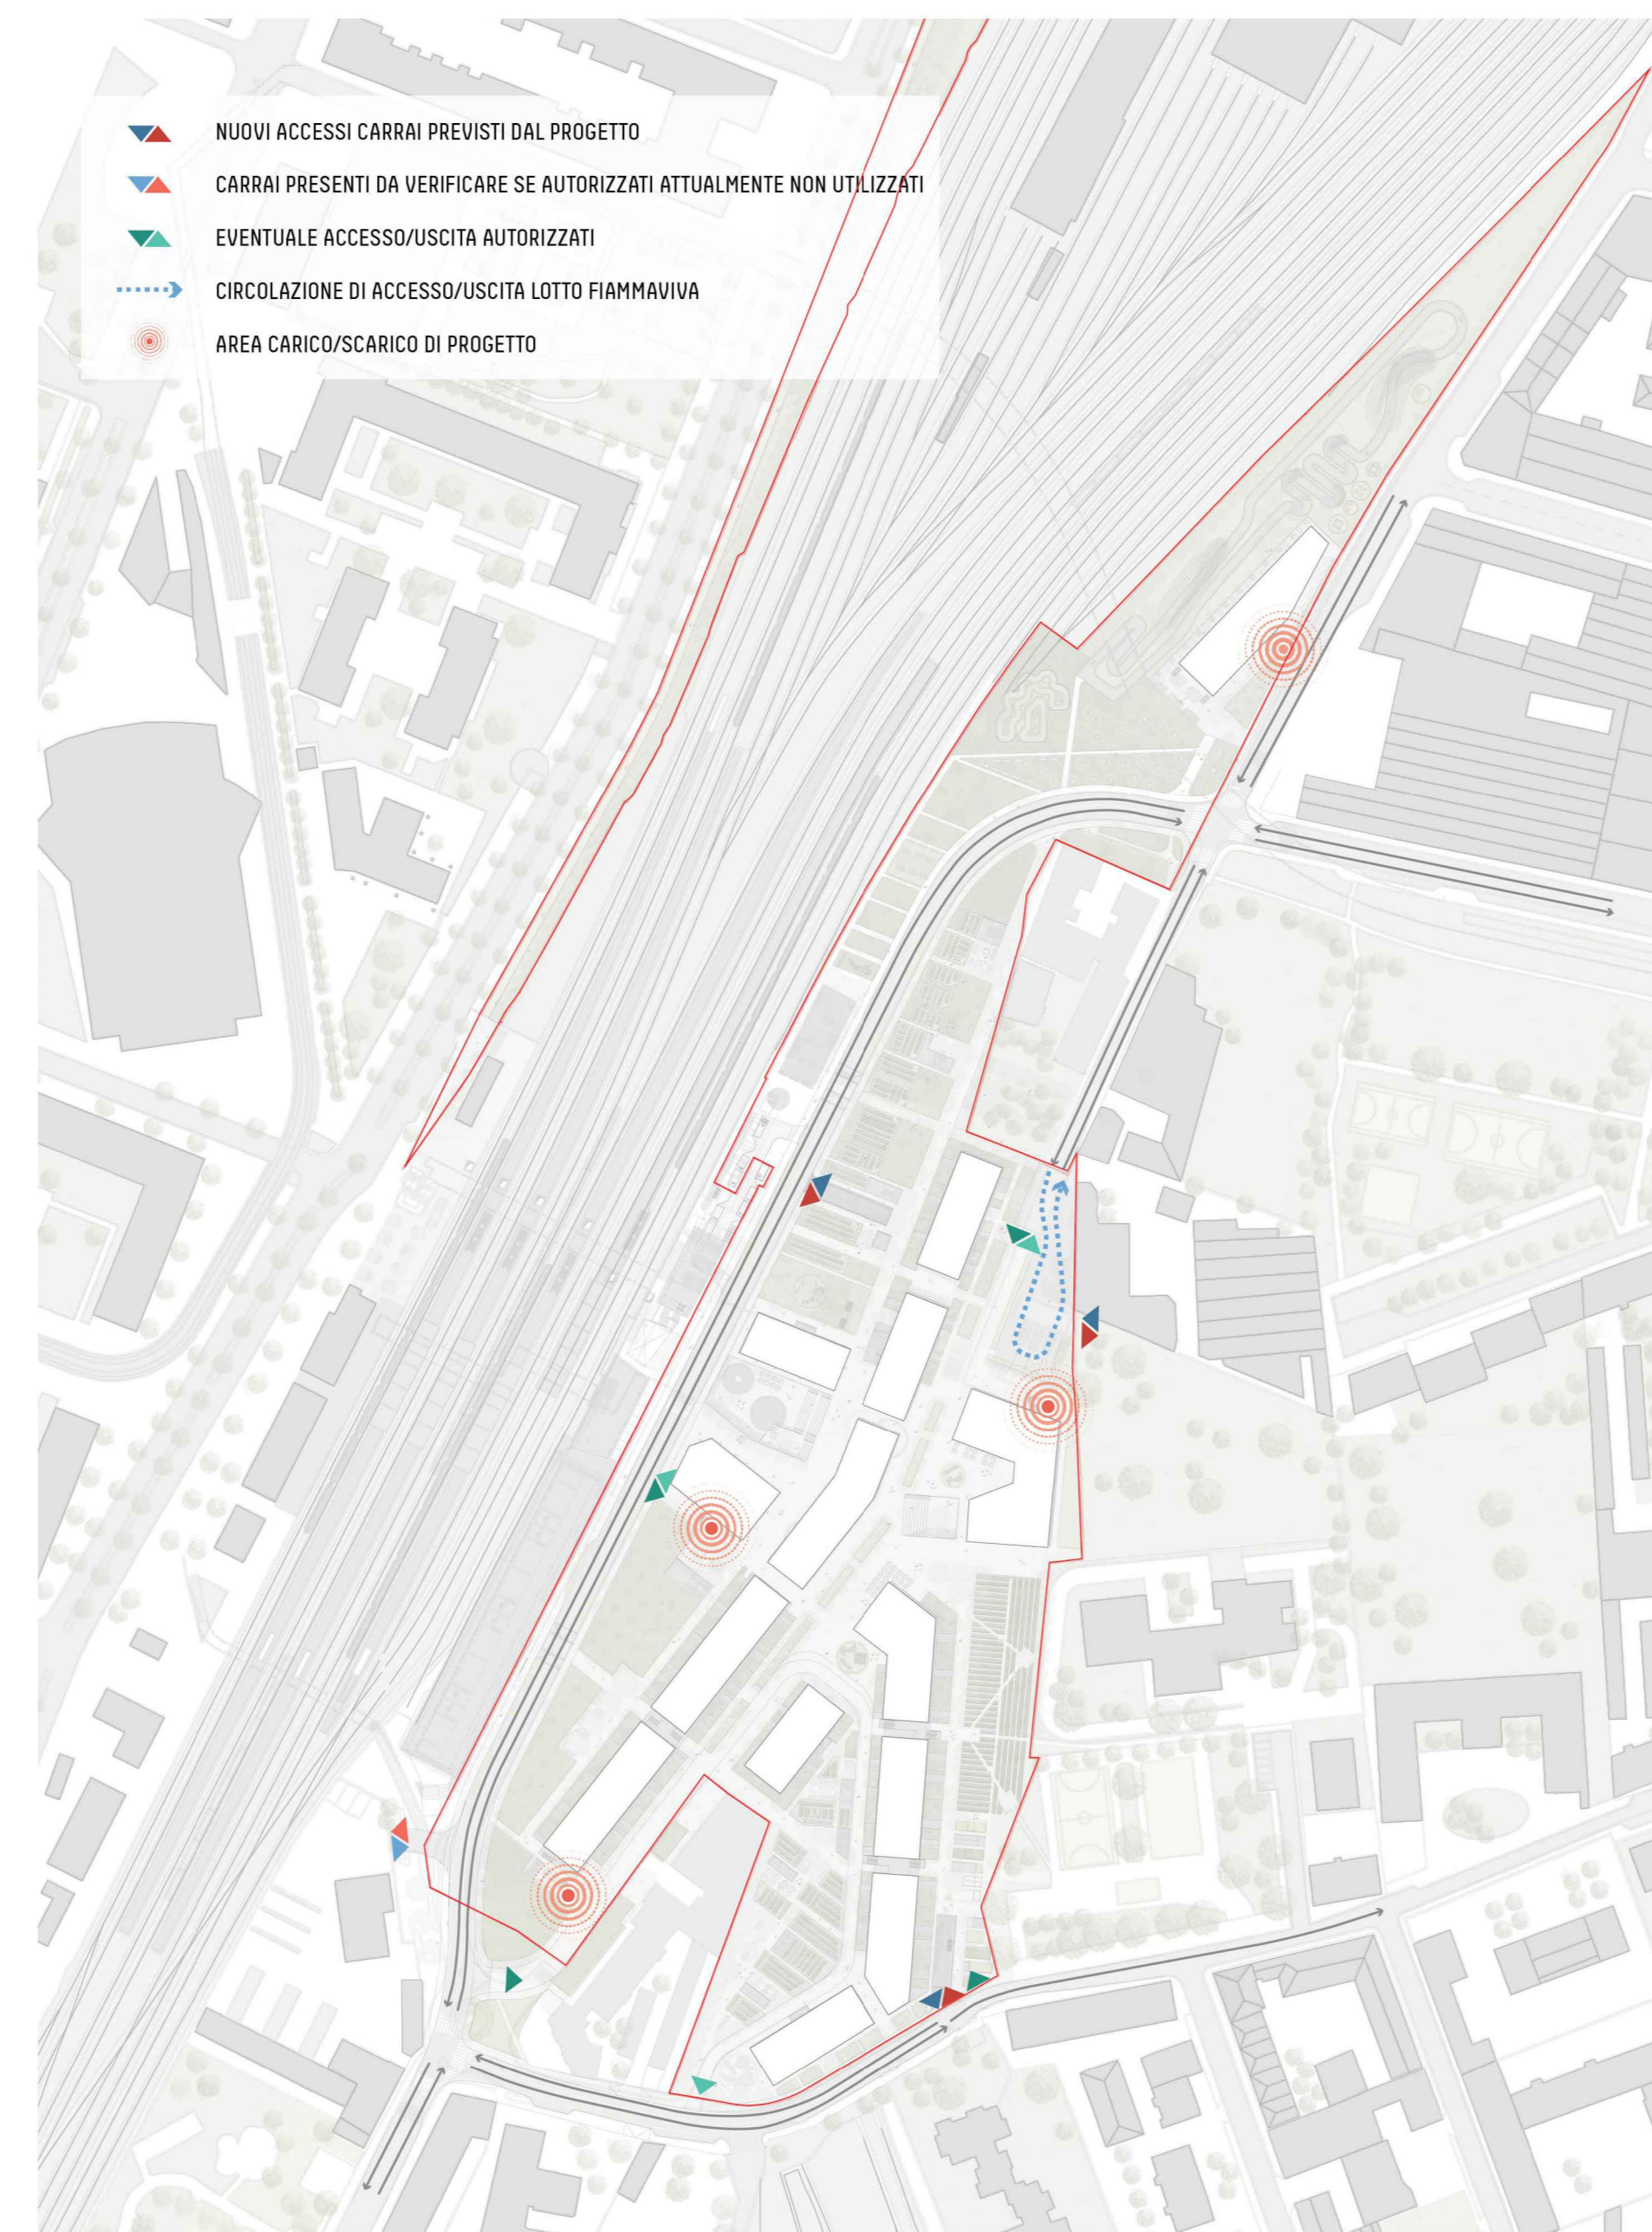 NUOVI ACCESSI CARRAI PREVISTI DAL PROGETTO
CARRAI PRESENTI DA VERIFICARE SE AUTORIZZATI ATTUALMENTE NON UTILIZZATI
EVENTUALE ACCESSO/USCITA AUTORIZZATI
CIRCOLAZIONE DI ACCESSO/USCITA LOTTO FIAMMAVIVA
AREA CARICO/SCARICO DI PROGETTO